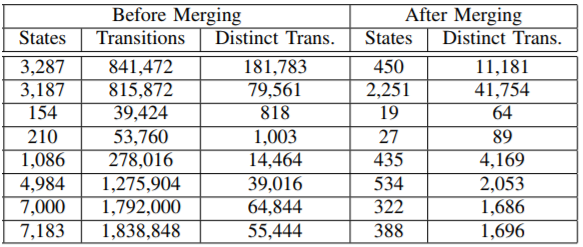 Before Merging After Merging
States Transitions Distinct Trans. States Distinct Trans.
3,287 841,472 181,783 450 11,181
3,187 815,872 79,561 2,251 41,754
154 39,424 818 19 64
210 53,760 1,003 27 89
1,086 278,016 14,464 435 4,169
4,984 1,275,904 39,016 534 2,053
7,000 1,792,000 64,844 322 1,686
7,183 1,838,848 55,444 388 1,696